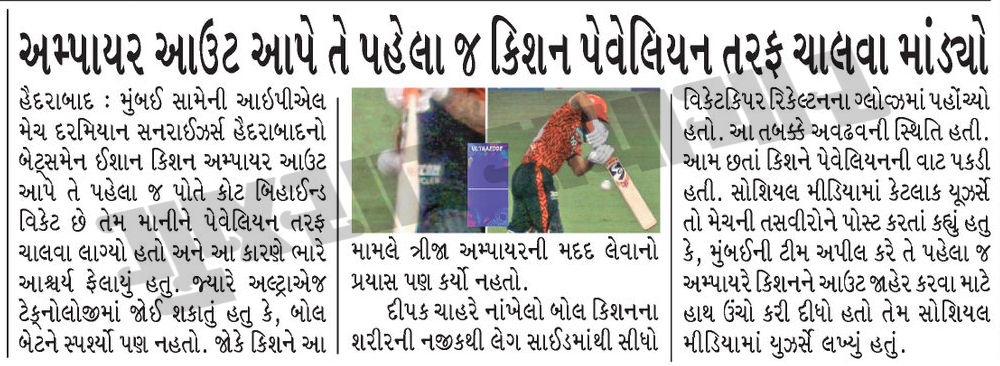 અમ્પાયર આઉટ આપે તે પહેલા જ કિશન પેવેલિયન તરફ ચાલવા માંડ્યો
હૈદરાબાદ : મુંબઈ સામેની આઇપીએલ
મેચ દરમિયાન સનરાઈઝર્સ હૈદરાબાદનો
બેટ્સમેન ઈશાન કિશન અમ્પાયર આઉટ
આપે તે પહેલા જ પોતે કોટ બિહાઈન્ડ
વિકેટ છે તેમ માનીને પેવેલિયન તરફ
ચાલવા લાગ્યો હતો અને આ કારણે ભારે
આશ્ચર્ય ફેલાયું હતુ. જ્યારે અલ્ટ્રાએજ
ટેક્નોલોજીમાં જોઈ શકાતું હતુ કે, બોલ
બેટને સ્પર્શ્યો પણ નહતો. જોકે કિશને આ
ULTRAEDGE
મામલે ત્રીજા અમ્પાયરની મદદ લેવાનો
પ્રયાસ પણ કર્યો નહતો.
દીપક ચાહરે નાંખેલો બોલ કિશનના
શરીરની નજીકથી લેગ સાઈડમાંથી સીધો
વિકેટકિપર રિકેલ્ટનના ગ્લોવ્ઝમાં પહોંચ્યો
હતો. આ તબક્કે અવઢવની સ્થિતિ હતી.
આમ છતાં કિશને પેવેલિયનની વાટ પકડી
હતી. સોશિયલ મીડિયામાં કેટલાક યુઝર્સે
તો મેચની તસવીરોને પોસ્ટ કરતાં કહ્યું હતુ
કે, મુંબઈની ટીમ અપીલ કરે તે પહેલા જ
અમ્પાયરે કિશનને આઉટ જાહેર કરવા માટે
હાથ ઉંચો કરી દીધો હતો તેમ સોશિયલ
મીડિયામાં યુઝર્સે લખ્યું હતું.